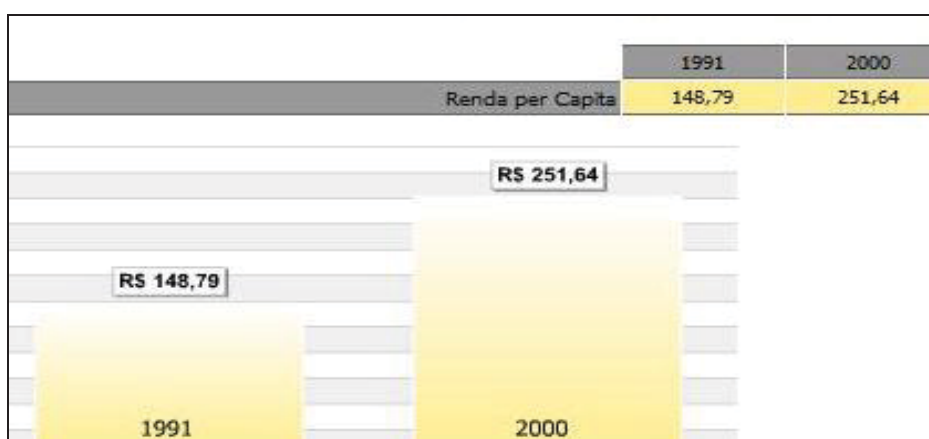 1991 2000
Renda per Capita 148,79 251,64
R$ 251,64
R$ 148,79
1991 2000